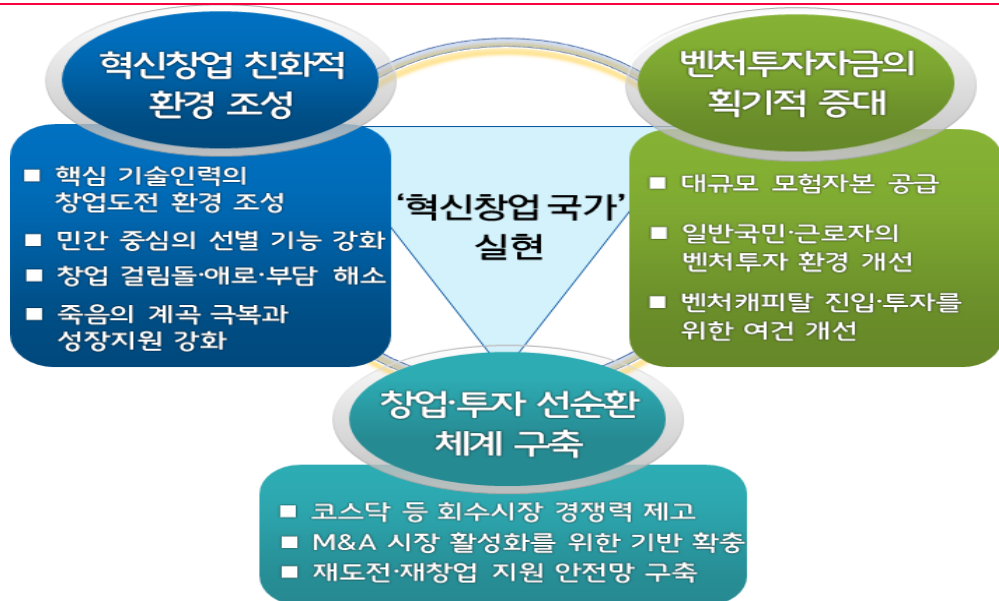 혁신창업 친화적
환경 조성
■ 핵심 기술인력의
창업도전 환경 조성
■ 민간 중심의 선별 기능 강화
■ 창업 걸림돌·애로·부담 해소
■ 죽음의 계곡 극복과
성장지원 강화
벤처투자자금의
획기적 증대
■ 대규모 모험자본 공급
■ 일반국민·근로자의
벤처투자 환경 개선
■ 벤처캐피탈 진입·투자를
위한 여건 개선
‘혁신창업 국가’
실현
창업·투자 선순환
체계 구축
■ 코스닥 등 회수시장 경쟁력 제고
■ M&A 시장 활성화를 위한 기반 확충
■ 재도전·재창업 지원 안전망 구축